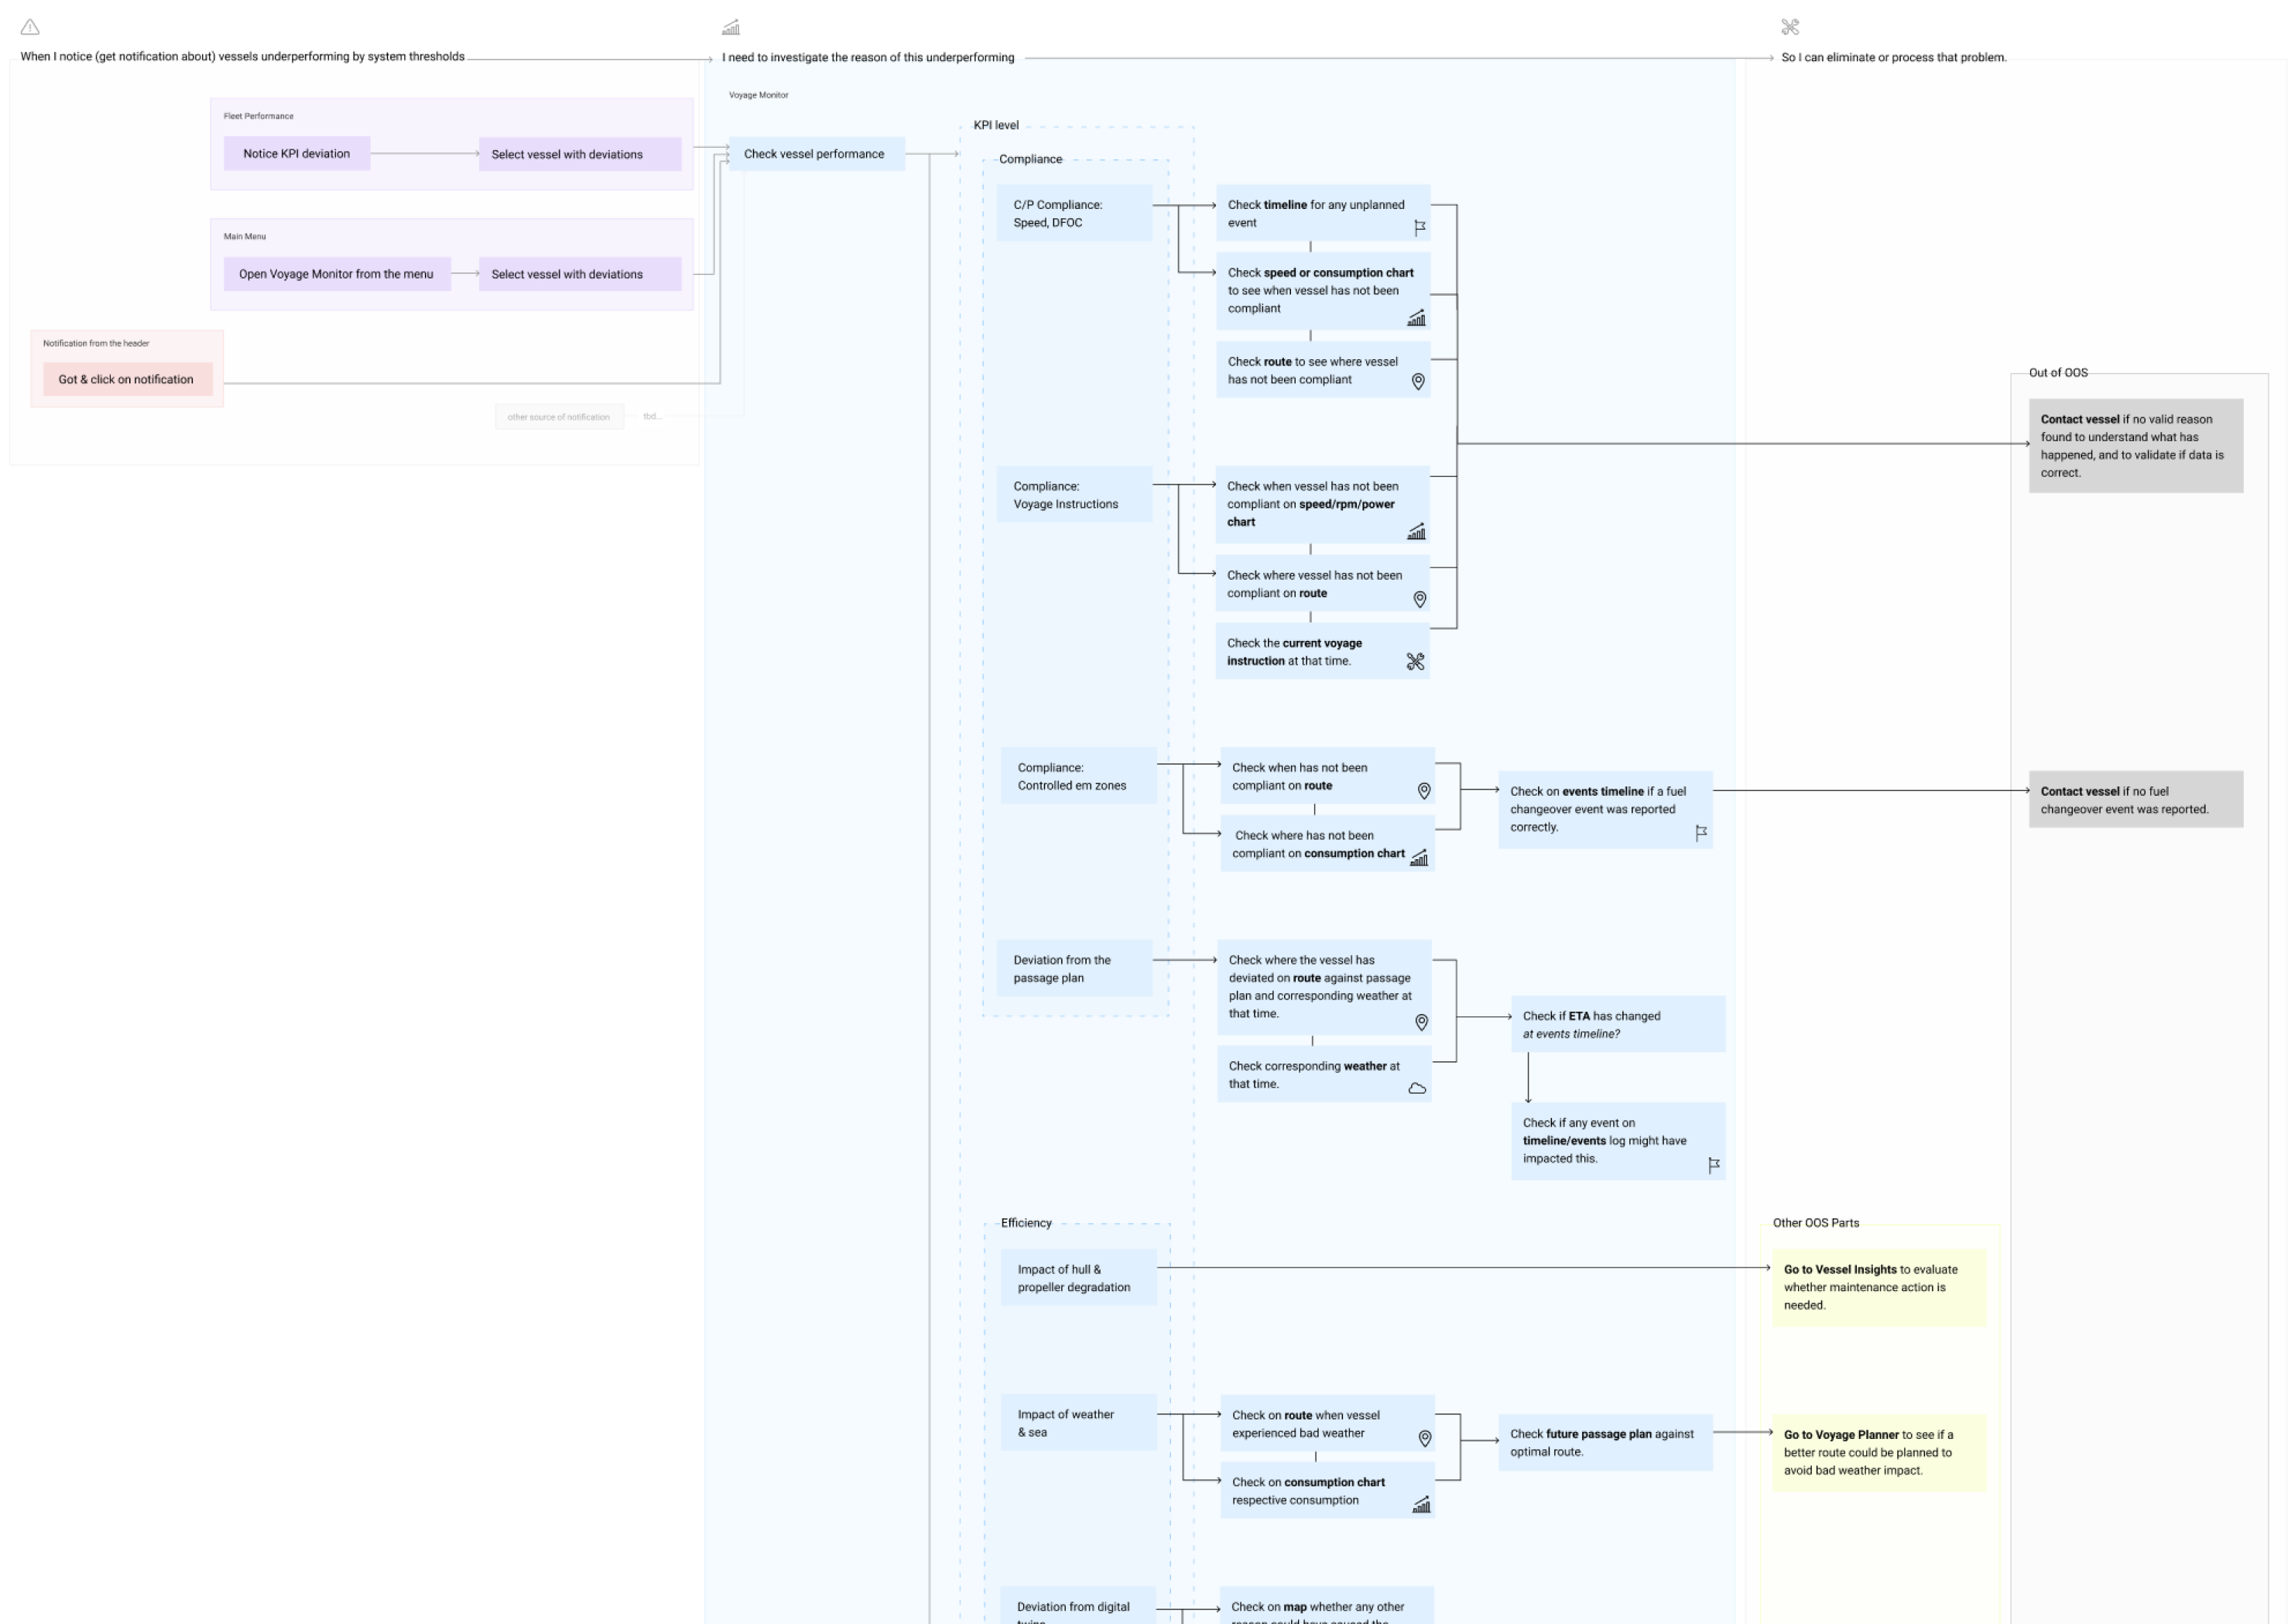 When I notice (get notification about) vessels underperforming by system thresholds
I need to investigate the reason of this underperforming
So I can eliminate or process that problem.
Fleet Performance
Notice KPI deviation
Select vessel with deviations
Main Menu
Open Voyage Monitor from the menu
Select vessel with deviations
Notification from the header
Got & click on notification
other source of notification
tbd...
Voyage Monitor
Check vessel performance
KPI level
Compliance
C/P Compliance:
Speed, DFOC
Check timeline for any unplanned
event
Check speed or consumption chart
to see when vessel has not been
compliant
Check route to see where vessel
has not been compliant
Out of OOS
Contact vessel if no valid reason
found to understand what has
happened, and to validate if data is
correct.
Compliance:
Voyage Instructions
Check when vessel has not been
compliant on speed/rpm/power
chart
Check where vessel has not been
compliant on route
Check the current voyage
instruction at that time.
Compliance:
Controlled em zones
Check when has not been
compliant on route
Check where has not been
compliant on consumption chart
Check on events timeline if a fuel
changeover event was reported
correctly.
Contact vessel if no fuel
changeover event was reported.
Deviation from the
passage plan
Check where the vessel has
deviated on route against passage
plan and corresponding weather at
that time.
Check corresponding weather at
that time.
Check if ETA has changed
at events timeline?
Check if any event on
timeline/events log might have
impacted this.
Efficiency
Impact of hull &
propeller degradation
Other OOS Parts
Go to Vessel Insights to evaluate
whether maintenance action is
needed.
Impact of weather
& sea
Check on route when vessel
experienced bad weather
Check on consumption chart
respective consumption
Check future passage plan against
optimal route.
Go to Voyage Planner to see if a
better route could be planned to
avoid bad weather impact.
Deviation from digital
Check on map whether any other